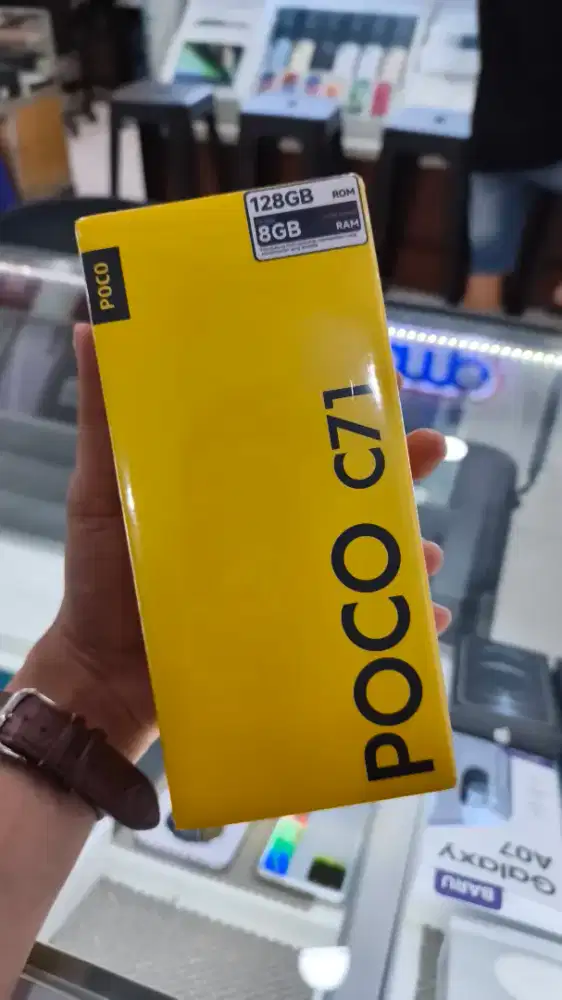 128GB ROM
8GB RAM
POCO
POCO C71
Galaxy
A07
BARU